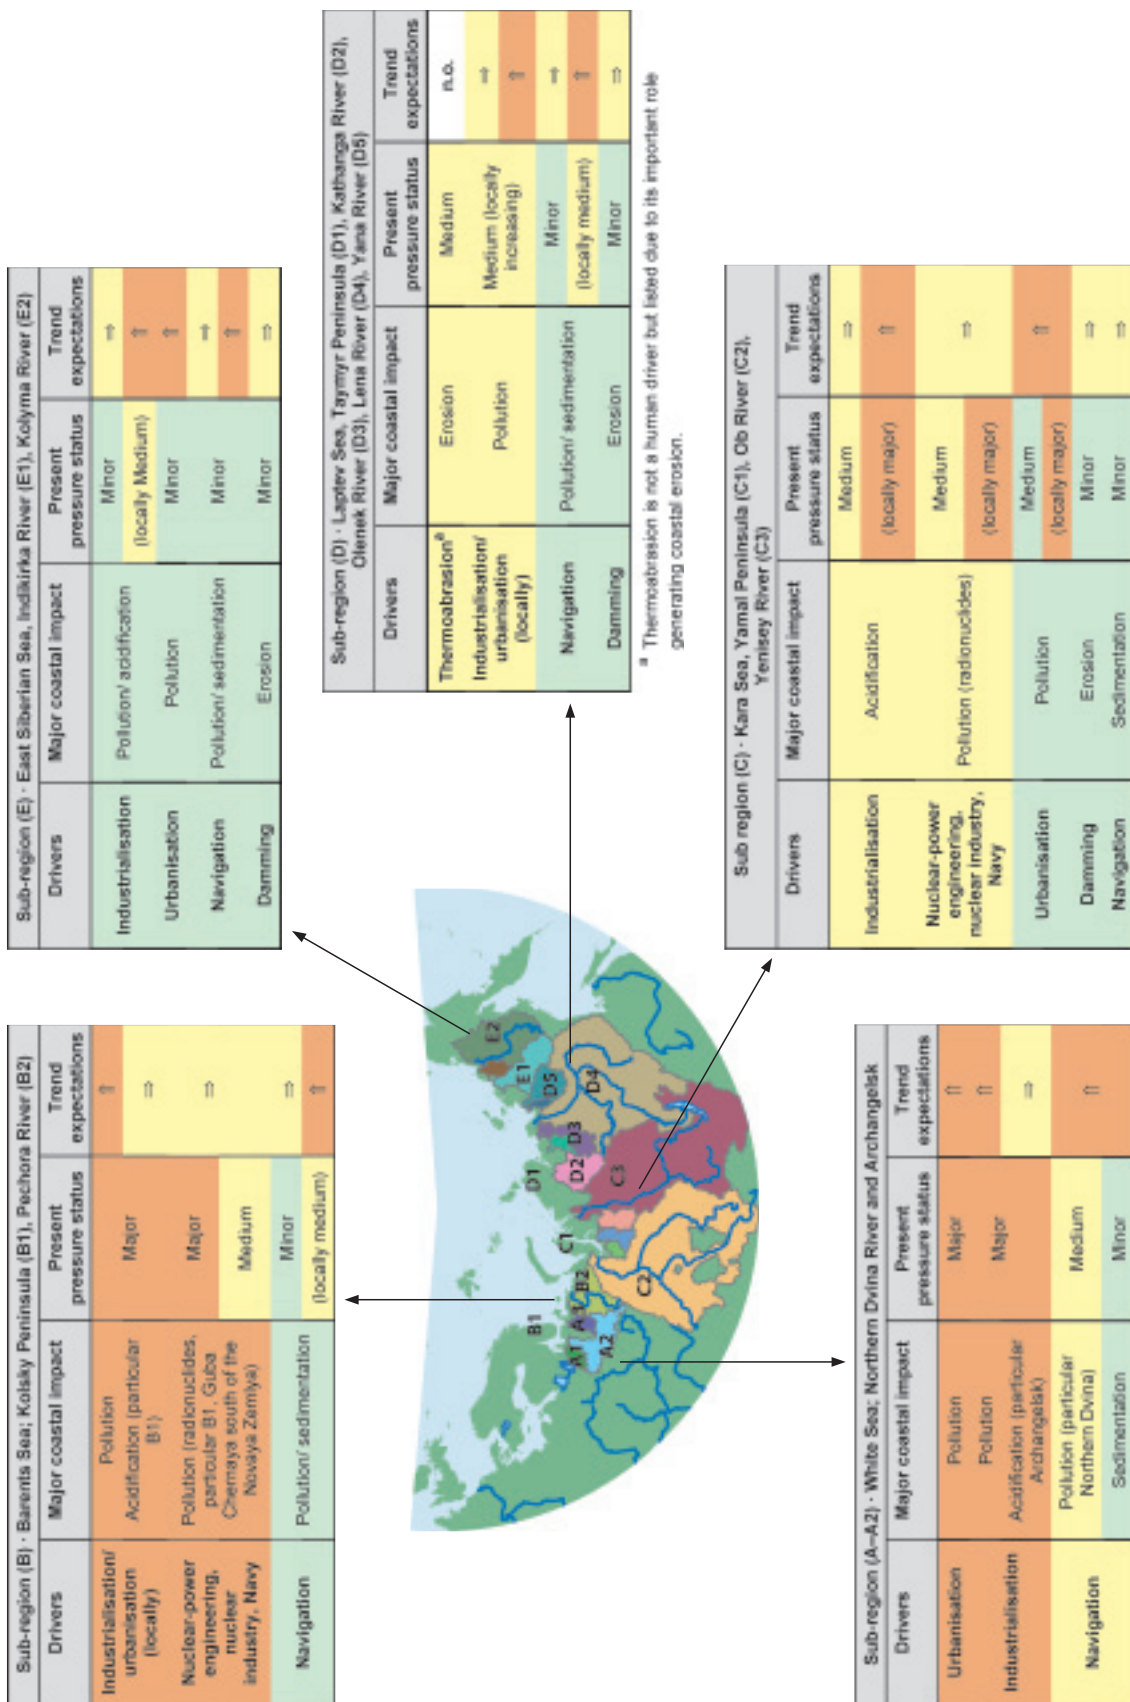 Sub-region (B) · Barents Sea; Kolsky Peninsula (B1), Pechora River (B2)
Drivers Major coastal impact Present pressure status Trend expectations
Industrialisation/ urbanisation (locally) Pollution Major ⇑
Acidification (particular B1) ⇒
Nuclear-power engineering, nuclear industry, Navy Pollution (radionuclides, particular B1, Guba Chernaya south of the Novaya Zemlya) Major ⇒
Medium
Navigation Pollution/ sedimentation Minor ⇒
(locally medium) ⇑
Sub-region (E) · East Siberian Sea, Indikirka River (E1), Kolyma River (E2)
Drivers Major coastal impact Present pressure status Trend expectations
Industrialisation Pollution/ acidification Minor ⇒
(locally Medium) ⇑
Urbanisation Pollution Minor ⇑
Navigation Pollution/ sedimentation Minor ⇒
⇑
Damming Erosion Minor ⇒
Sub-region (D) · Laptev Sea, Taymyr Peninsula (D1), Kathanga River (D2),
Olenek River (D3), Lena River (D4), Yana River (D5)
Drivers Major coastal impact Present pressure status Trend expectations
Thermoabrasion a Erosion Medium n.o.
Industrialisation/ urbanisation (locally) Pollution Medium (locally increasing) ⇒
⇑
Navigation Pollution/ sedimentation Minor ⇒
(locally medium) ⇑
Damming Erosion Minor ⇒
a Thermoabrasion is not a human driver but listed due to its important role
generating coastal erosion.
B1
A1
A
A2
B2
C1
C2
C3
D1
D2
D3
D4
D5
E1
E2
Sub-region (A–A2) · White Sea; Northern Dvina River and Archangelsk
Drivers Major coastal impact Present pressure status Trend expectations
Urbanisation Pollution Major ⇑
Industrialisation Pollution Major ⇑
Acidification (particular Archangelsk) ⇒
Navigation Pollution (particular Northern Dvina) Medium ⇑
Sedimentation Minor
Sub region (C) · Kara Sea, Yamal Peninsula (C1), Ob River (C2),
Yenisey River (C3)
Drivers Major coastal impact Present pressure status Trend expectations
Industrialisation Acidification Medium ⇒
(locally major) ⇑
Nuclear-power engineering, nuclear industry, Navy Pollution (radionuclides) Medium ⇒
(locally major)
Urbanisation Pollution Medium ⇑
(locally major)
Damming Erosion Minor ⇒
Navigation Sedimentation Minor ⇒